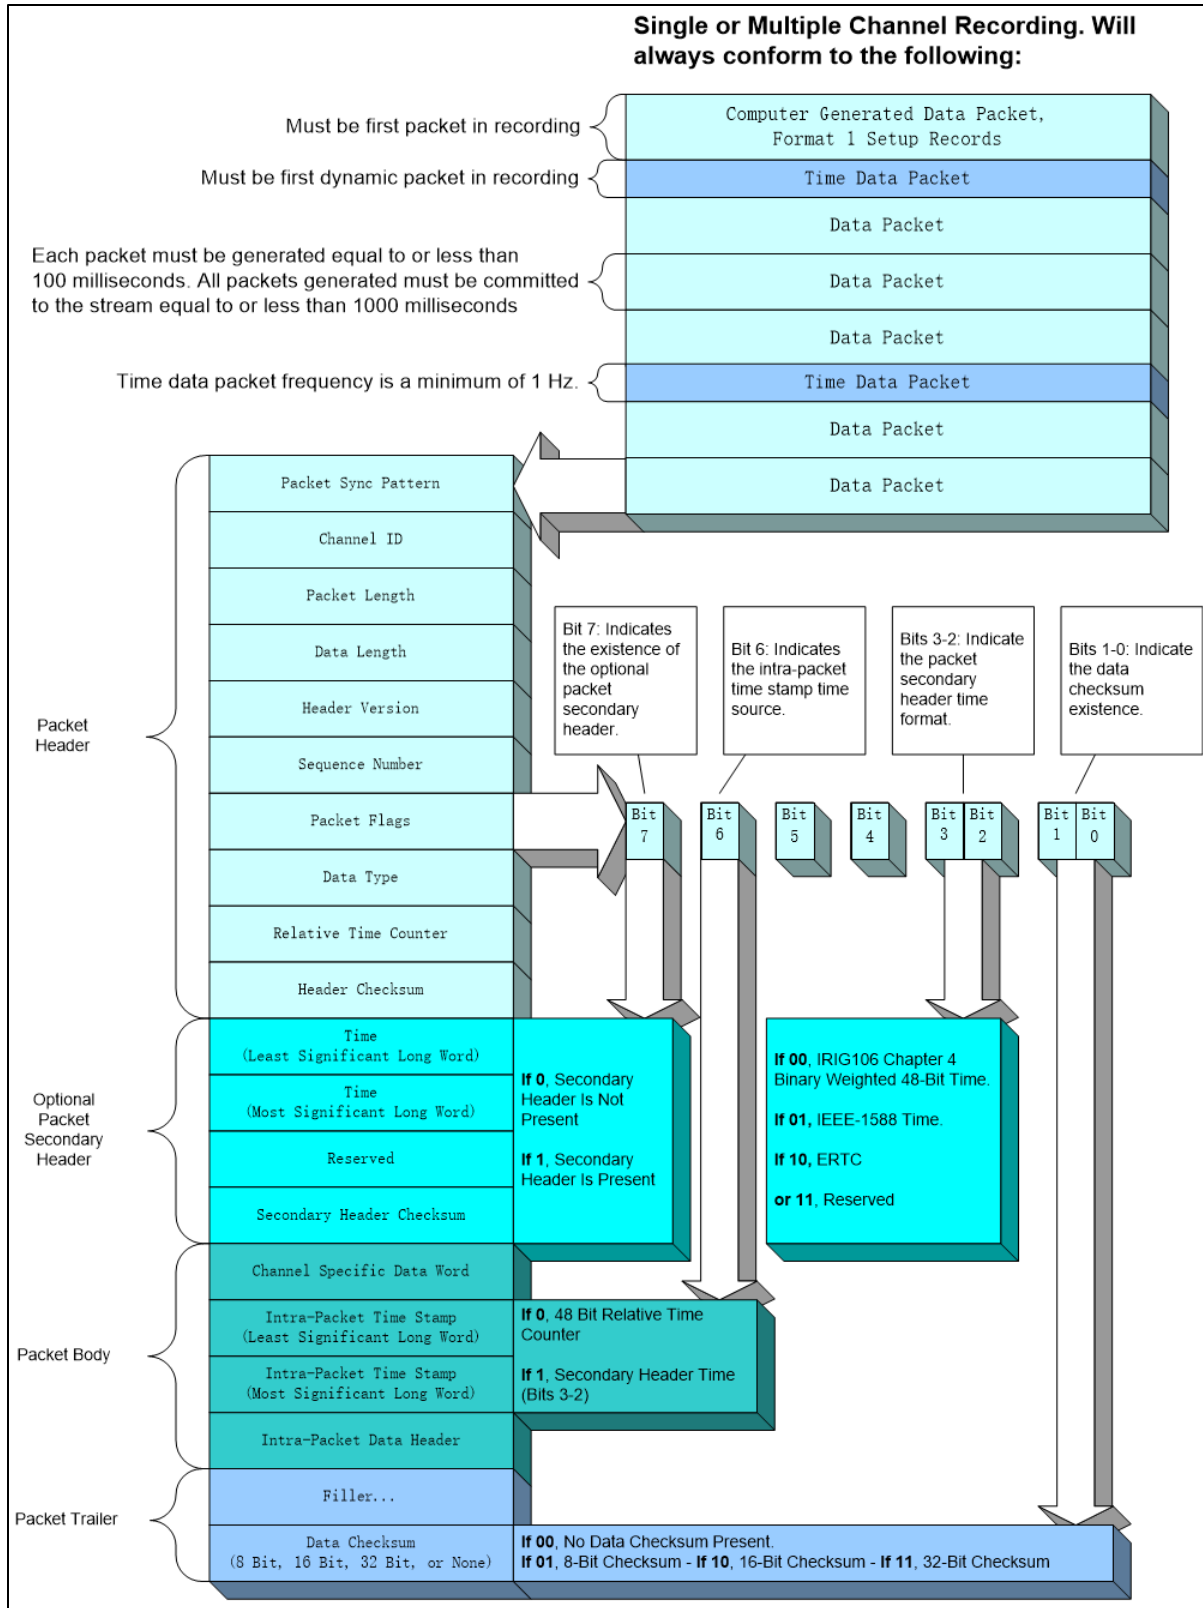 Single or Multiple Channel Recording. Will
always conform to the following:
Must be first packet in recording
Computer Generated Data Packet,
Format 1 Setup Records
Must be first dynamic packet in recording
Time Data Packet
Data Packet
Each packet must be generated equal to or less than
100 milliseconds. All packets generated must be committed
to the stream equal to or less than 1000 milliseconds
Data Packet
Data Packet
Time data packet frequency is a minimum of 1 Hz.
Time Data Packet
Data Packet
Data Packet
Packet
Header
Packet Sync Pattern
Channel ID
Packet Length
Data Length
Header Version
Sequence Number
Packet Flags
Data Type
Relative Time Counter
Header Checksum
Bit 7: Indicates
the existence of
the optional
packet
secondary
header.
Bit 6: Indicates
the intra-packet
time stamp time
source.
Bits 3-2: Indicate
the packet
secondary
header time
format.
Bits 1-0: Indicate
the data
checksum
existence.
Bit
7
Bit
6
Bit
5
Bit
4
Bit
3
Bit
2
Bit
1
Bit
0
Optional
Packet
Secondary
Header
Time
(Least Significant Long Word)
Time
(Most Significant Long Word)
Reserved
Secondary Header Checksum
If 0, Secondary
Header Is Not
Present
If 1, Secondary
Header Is Present
If 00, IRIG106 Chapter 4
Binary Weighted 48-Bit Time.
If 01, IEEE-1588 Time.
If 10, ERTC
or 11, Reserved
Packet Body
Channel Specific Data Word
Intra-Packet Time Stamp
(Least Significant Long Word)
Intra-Packet Time Stamp
(Most Significant Long Word)
Intra-Packet Data Header
If 0, 48 Bit Relative Time
Counter
If 1, Secondary Header Time
(Bits 3-2)
Packet Trailer
Filler...
Data Checksum
(8 Bit, 16 Bit, 32 Bit, or None)
If 00, No Data Checksum Present.
If 01, 8-Bit Checksum - If 10, 16-Bit Checksum - If 11, 32-Bit Checksum